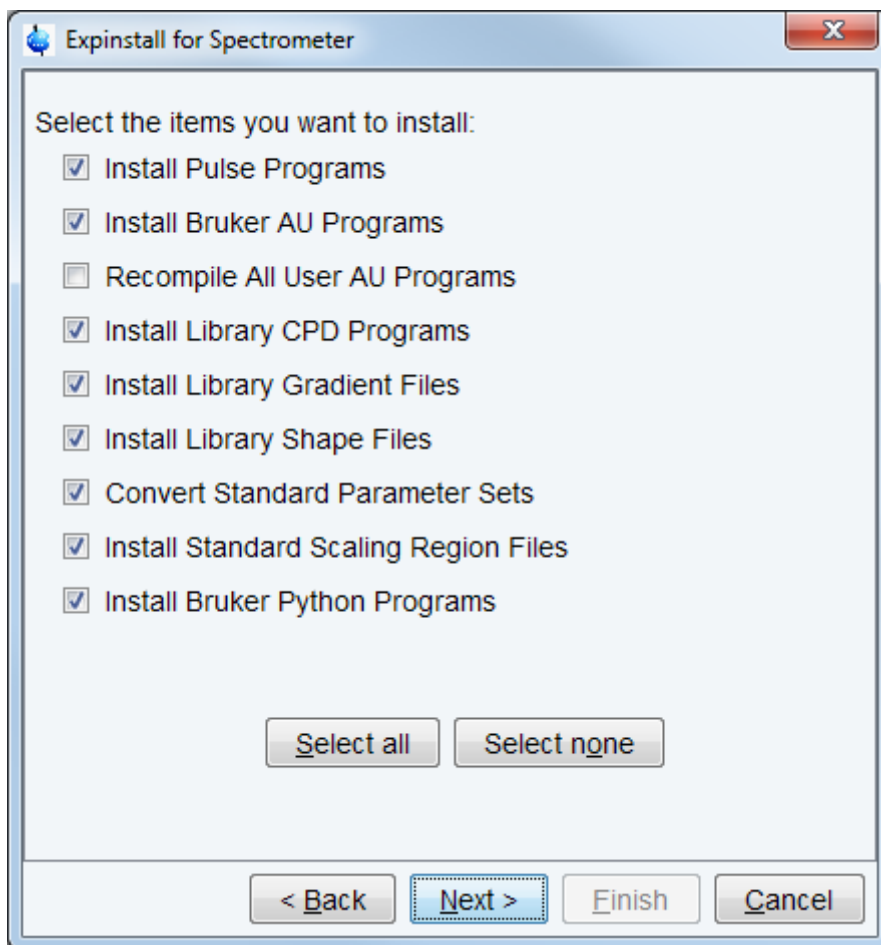 Expinstall for Spectrometer
Select the items you want to install:
Install Pulse Programs
Install Bruker AU Programs
Recompile All User AU Programs
Install Library CPD Programs
Install Library Gradient Files
Install Library Shape Files
Convert Standard Parameter Sets
Install Standard Scaling Region Files
Install Bruker Python Programs
Select all Select none
< Back Next > Finish Cancel